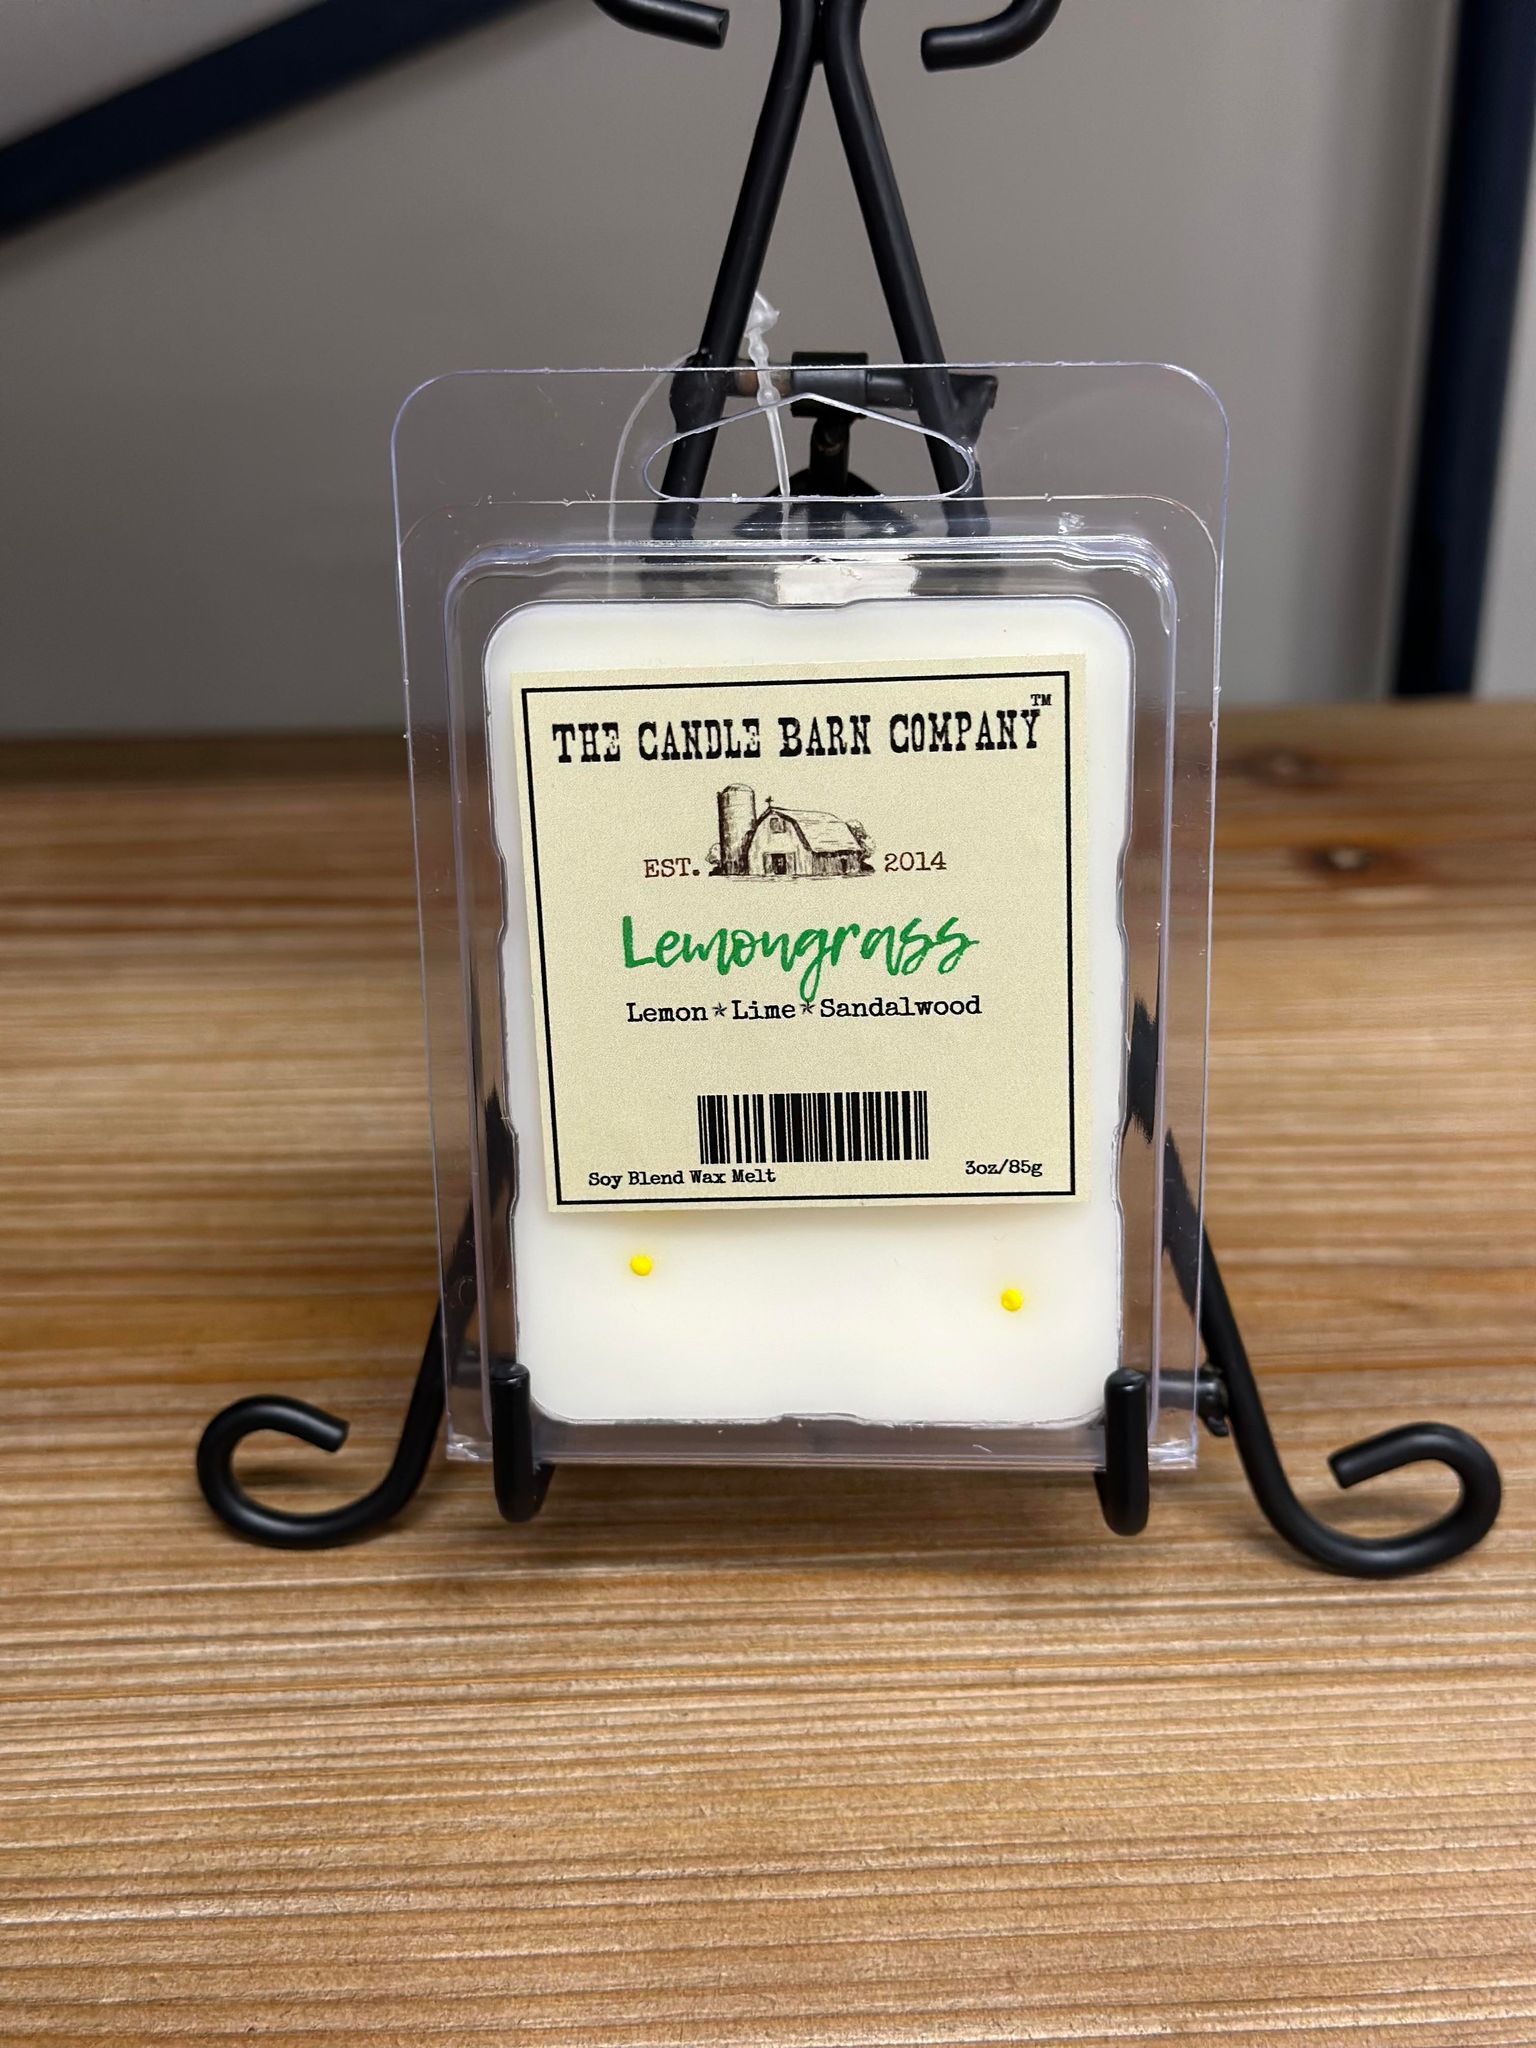 THE CANDLE BARN COMPANY™
EST. 2014
Lemongrass
Lemon*Lime*Sandalwood
Soy Blend Wax Melt 3oz/85g